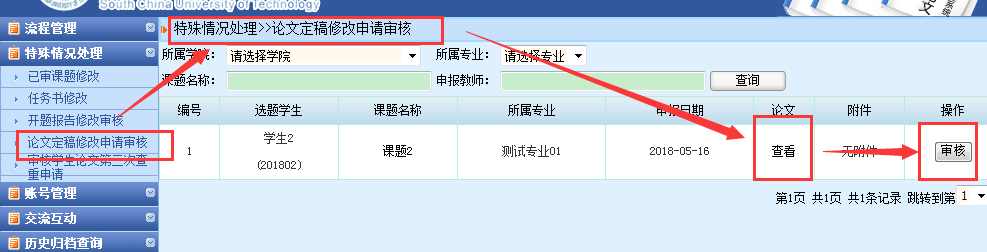 South China University of Technology
流程管理
特殊情况处理
已审课题修改
任务书修改
开题报告修改审核
论文定稿修改申请审核
审核学生论文第二次查
重申请
账号管理
交流互动
历史归档查询
特殊情况处理>>论文定稿修改申请审核
所属学院： 请选择学院 所属专业： 请选择专业
课题名称： 申报教师： 查询
编号 选题学生 课题名称 所属专业 申报日期 论文 附件 操作
1 学生2 (201802) 课题2 测试专业01 2018-05-16 查看 无附件 审核
第1页 共1页 共1条记录 跳转到第 1